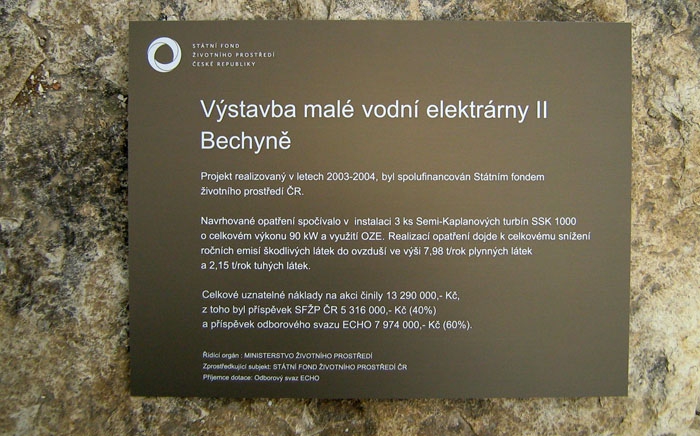 STÁTNÍ FOND
ŽIVOTNÍHO PROSTŘEDÍ
ČESKÉ REPUBLIKY
Výstavba malé vodní elektrárny II
Bechyně
Projekt realizovaný v letech 2003-2004, byl spolufinancován Státním fondem
životního prostředí ČR.
Navrhované opatření spočívalo v instalaci 3 ks Semi-Kaplanových turbín SSK 1000
o celkovém výkonu 90 kW a využití OZE. Realizací opatření dojde k celkovému snížení
ročních emisí škodlivých látek do ovzduší ve výši 7,98 t/rok plynných látek
a 2,15 t/rok tuhých látek.
Celkové uznatelné náklady na akci činily 13 290 000,- Kč,
z toho byl příspěvek SFŽP ČR 5 316 000,- Kč (40%)
a příspěvek odborového svazu ECHO 7 974 000,- Kč (60%).
Řídící orgán : MINISTERSTVO ŽIVOTNÍHO PROSTŘEDÍ
Zprostředkující subjekt: STÁTNÍ FOND ŽIVOTNÍHO PROSTŘEDÍ ČR
Příjemce dotace: Odborový svaz ECHO